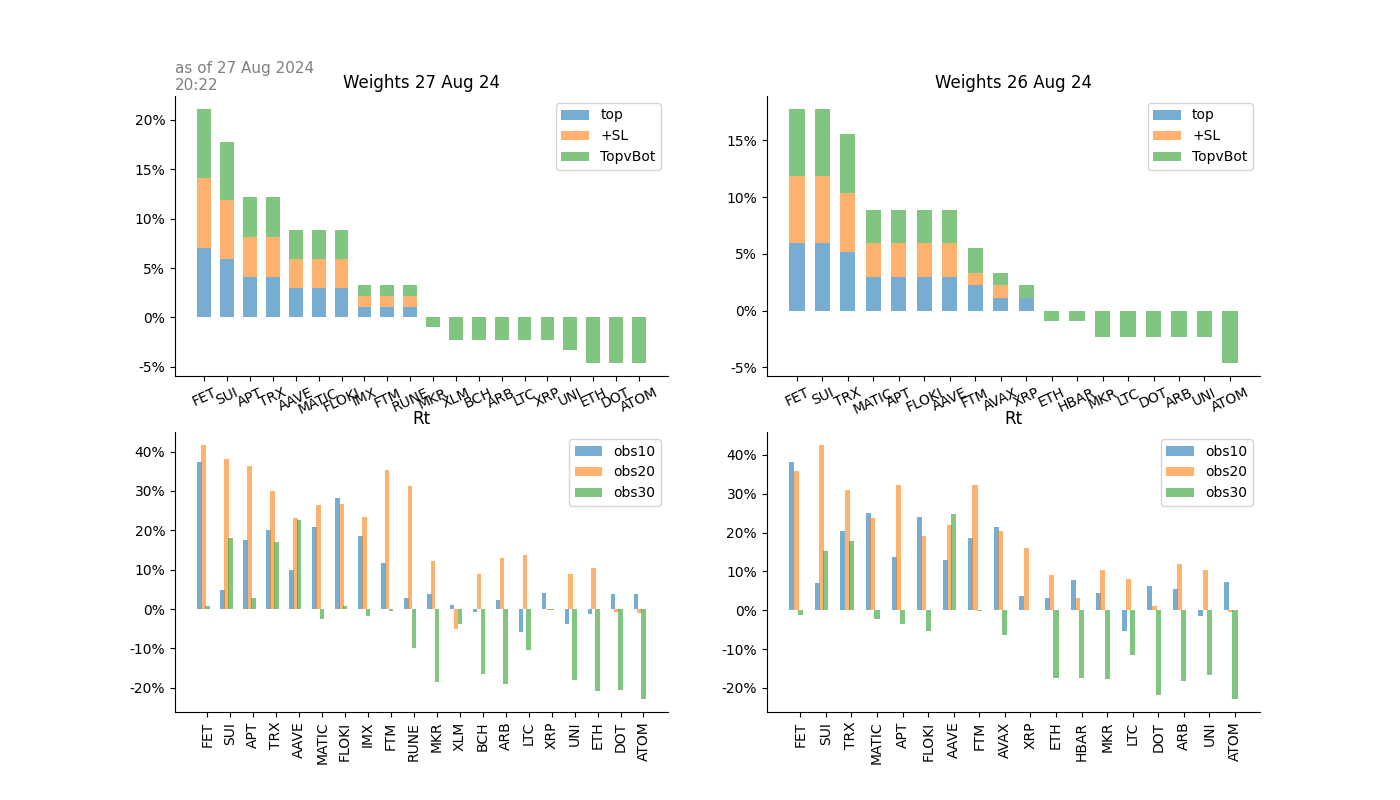 as of 27 Aug 2024
20:22
Weights 27 Aug 24
20%
15%
10%
5%
0%
-5%
top
+SL
TopvBot
FET SUI APT TRX AAVE MATIC FLOKI IMX FTM RUNE MKR XLM BCH ARB LTC XRP UNI ETH DOT ATOM
Weights 26 Aug 24
15%
10%
5%
0%
-5%
top
+SL
TopvBot
FET SUI TRX MATIC APT FLOKI AAVE FTM AVAX XRP ETH HBAR MKR LTC DOT ARB UNI ATOM
Rt
40%
30%
20%
10%
0%
-10%
-20%
obs10
obs20
obs30
FET SUI APT TRX AAVE MATIC FLOKI IMX FTM RUNE MKR XLM BCH ARB LTC XRP UNI ETH DOT ATOM
Rt
40%
30%
20%
10%
0%
-10%
-20%
obs10
obs20
obs30
FET SUI TRX MATIC APT FLOKI AAVE FTM AVAX XRP ETH HBAR MKR LTC DOT ARB UNI ATOM